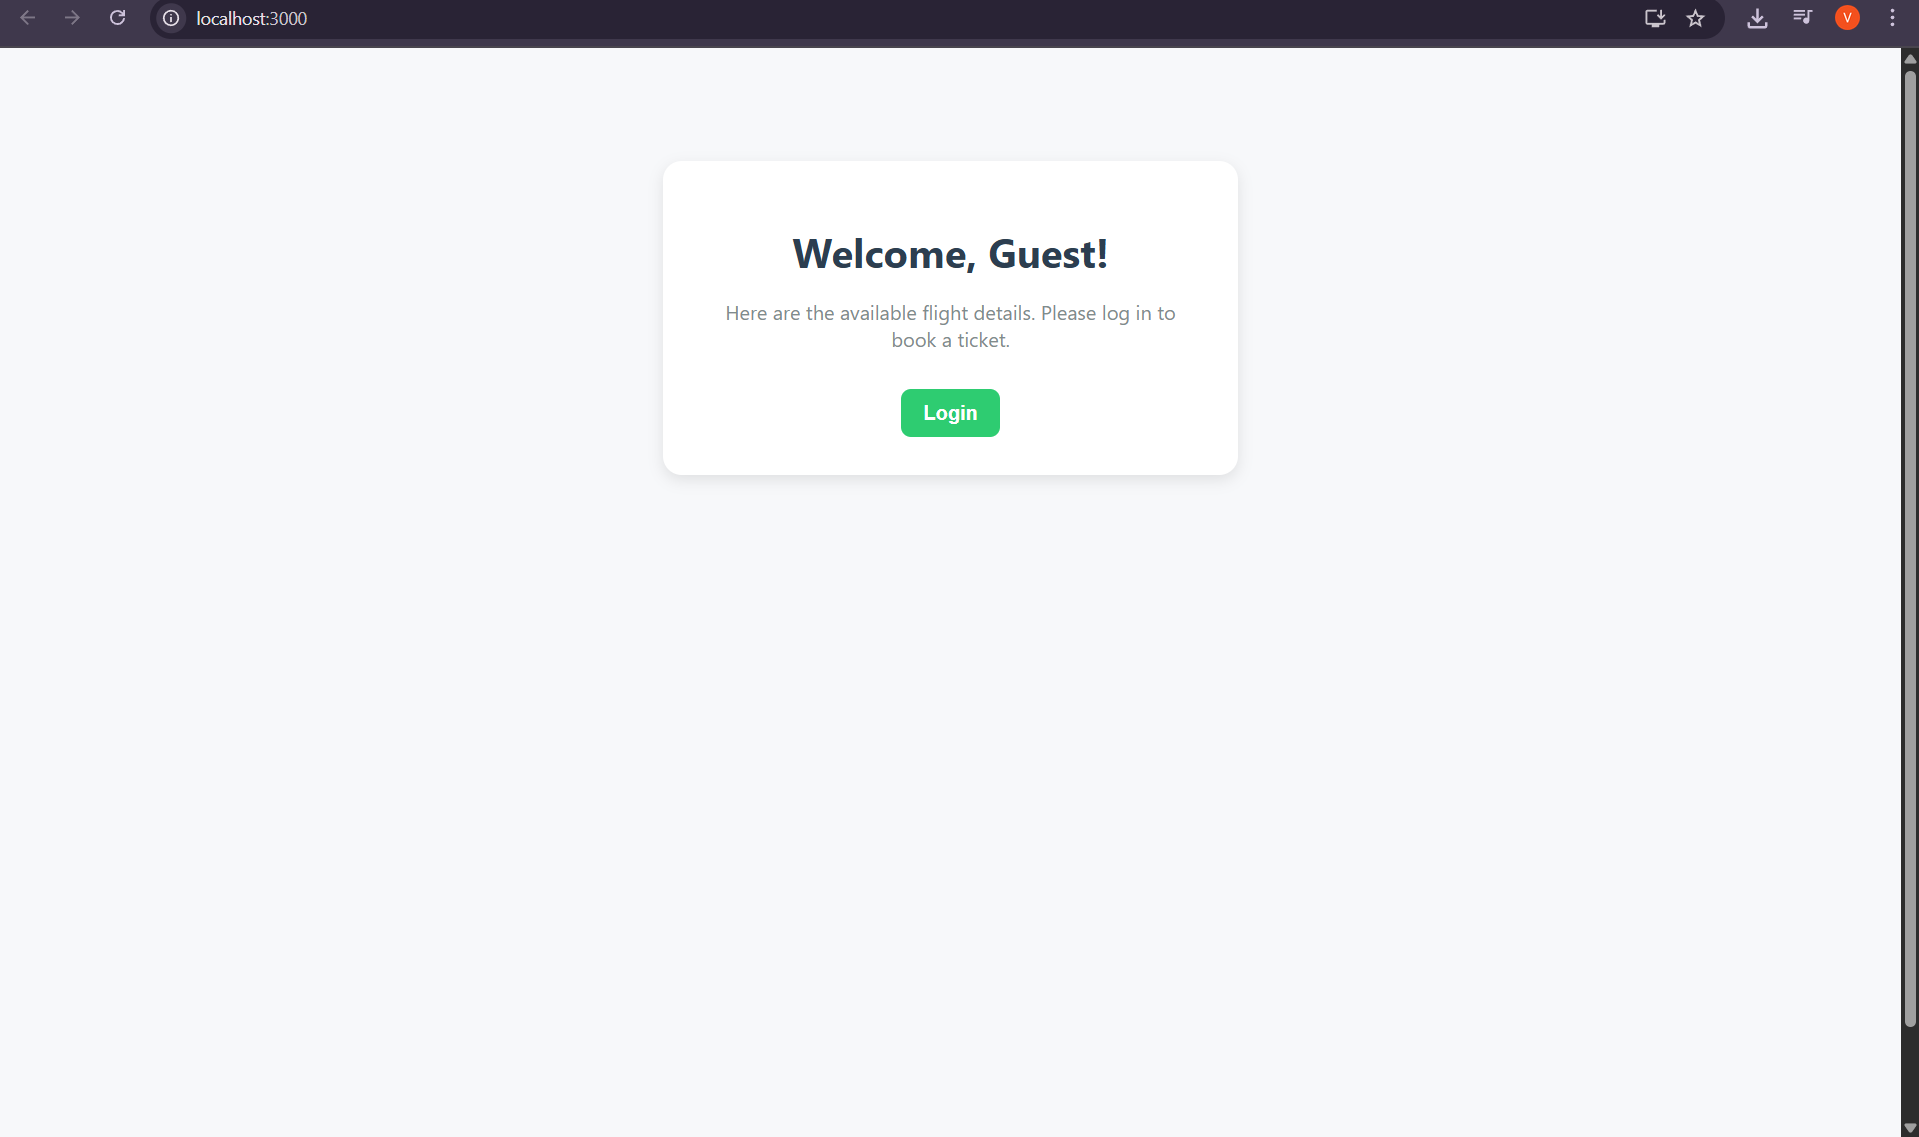 localhost:3000
V
Welcome, Guest!
Here are the available flight details. Please log in to
book a ticket.
Login